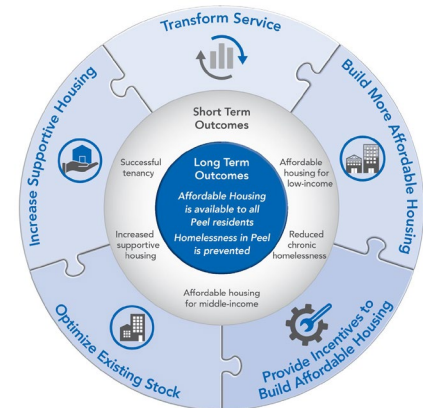 Transform Service
Build More Affordable Housing
Provide Incentives to
Build Affordable Housing
Optimize Existing Stock
Increase Supportive Housing
Short Term
Outcomes
Affordable
housing for
low-income
Reduced
chronic
homelessness
Affordable housing
for middle-income
Increased
supportive
housing
Successful
tenancy
Long Term
Outcomes
Affordable Housing
is available to all
Peel residents
Homelessness in Peel
is prevented